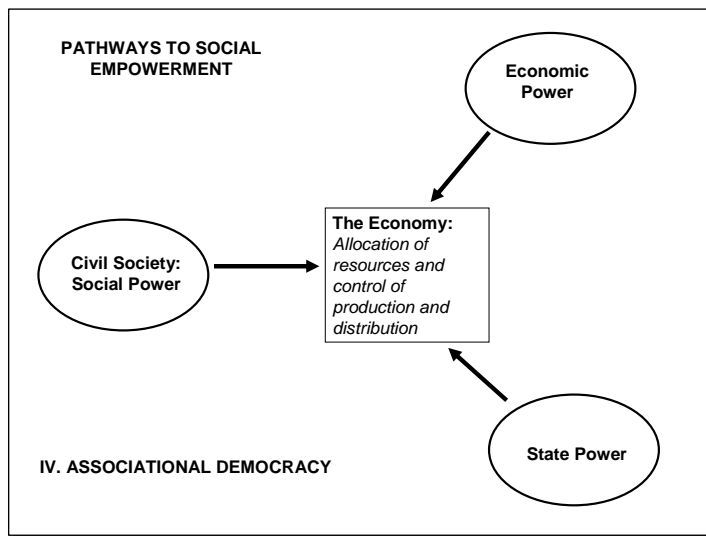 PATHWAYS TO SOCIAL
EMPOWERMENT
Economic
Power
The Economy:
Allocation of
resources and
control of
production and
distribution
Civil Society:
Social Power
State Power
IV. ASSOCIATIONAL DEMOCRACY